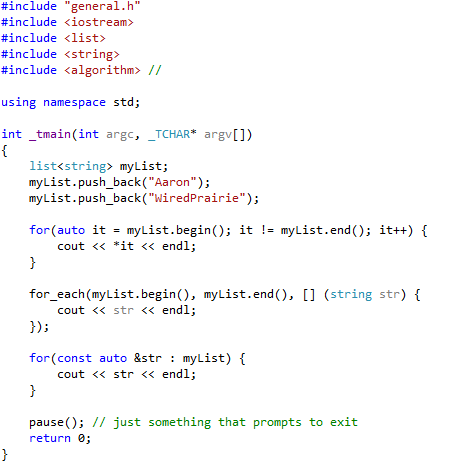 #include "general.h"
#include <iostream>
#include <list>
#include <string>
#include <algorithm> //
using namespace std;
int _tmain(int argc, _TCHAR* argv[])
{
    list<string> myList;
    myList.push_back("Aaron");
    myList.push_back("WiredPrairie");
    for(auto it = myList.begin(); it != myList.end(); it++) {
        cout << *it << endl;
    }
    for_each(myList.begin(), myList.end(), [] (string str) {
        cout << str << endl;
    });
    for(const auto &str : myList) {
        cout << str << endl;
    }
    pause(); // just something that prompts to exit
    return 0;
}